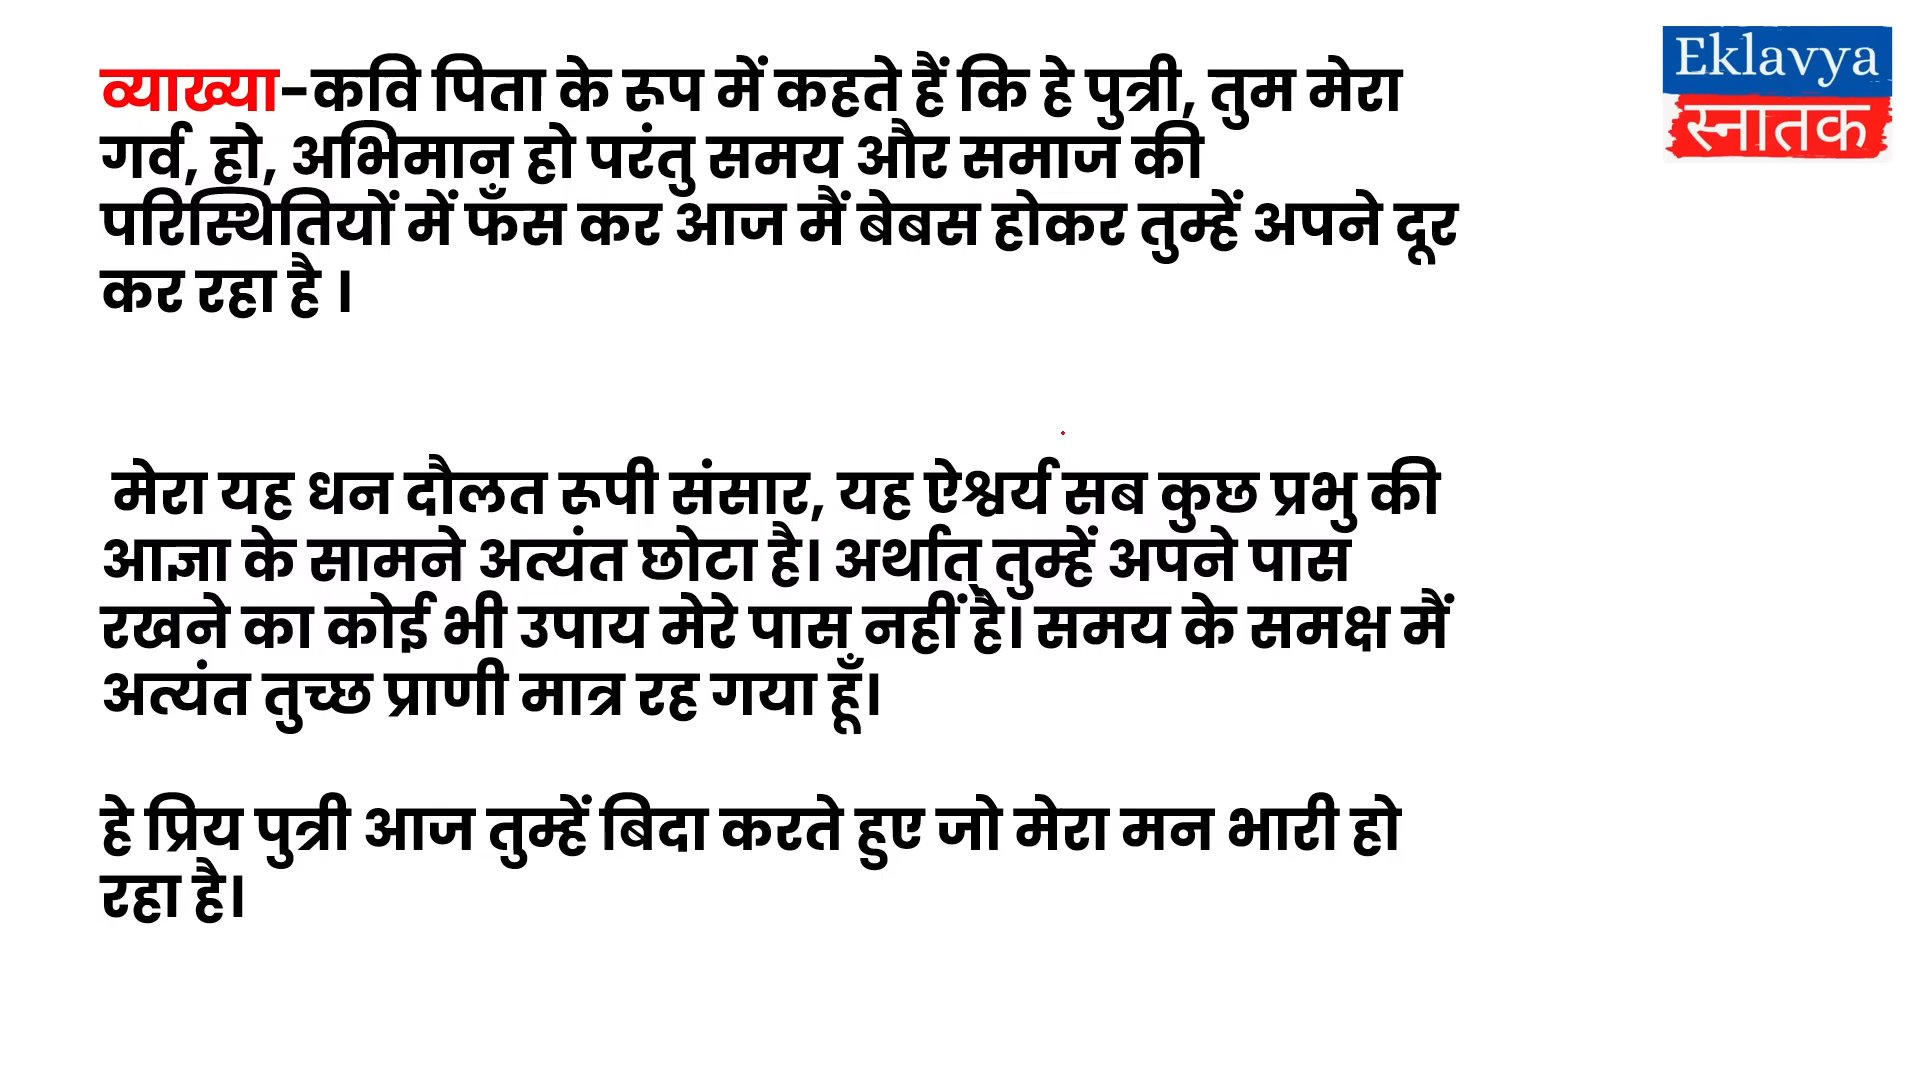 व्याख्या-कवि पिता के रूप में कहते हैं कि हे पुत्री, तुम मेरा
गर्व, हो, अभिमान हो परंतु समय और समाज की
परिस्थितियों में फँस कर आज मैं बेबस होकर तुम्हें अपने दूर
कर रहा है ।
मेरा यह धन दौलत रूपी संसार, यह ऐश्वर्य सब कुछ प्रभु की
आज्ञा के सामने अत्यंत छोटा है। अर्थात् तुम्हें अपने पास
रखने का कोई भी उपाय मेरे पास नहीं है। समय के समक्ष मैं
अत्यंत तुच्छ प्राणी मात्र रह गया हूँ।
हे प्रिय पुत्री आज तुम्हें बिदा करते हुए जो मेरा मन भारी हो
रहा है।
Eklavya
स्नातक